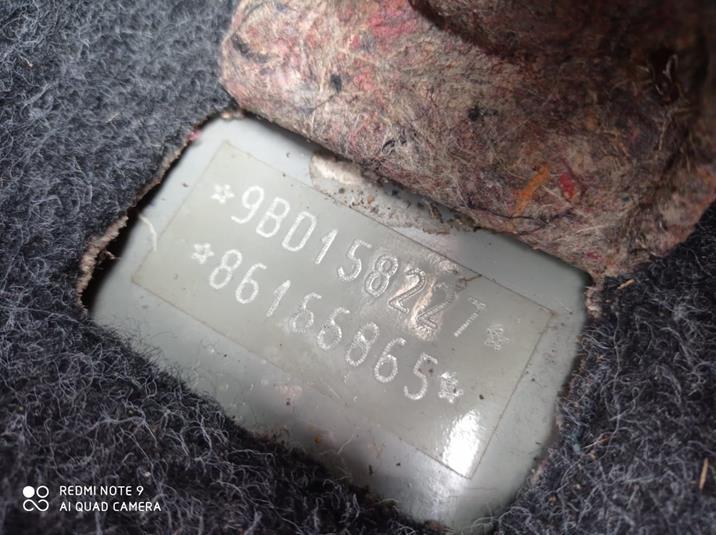 *9BD158227*
*86166865*
REDMI NOTE 9
AI QUAD CAMERA